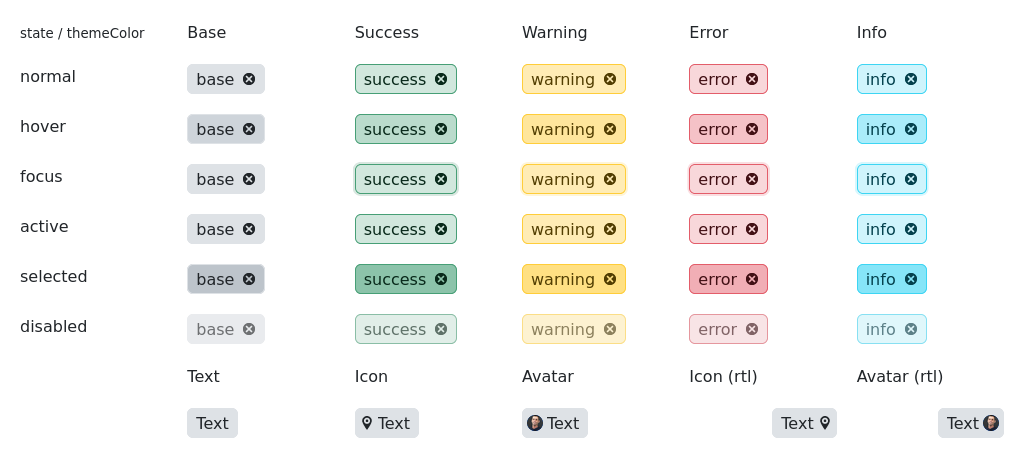 state / themeColor Base Success Warning Error Info
normal base success warning error info
hover base success warning error info
focus base success warning error info
active base success warning error info
selected base success warning error info
disabled base success warning error info
Text Icon Avatar Icon (rtl) Avatar (rtl)
Text Text Text Text Text